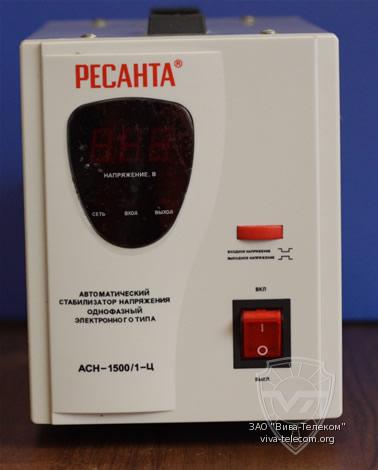 РЕСАНТА®
НАПРЯЖЕНИЕ, В
СЕТЬ ВХОД ВЫХОД
ВХОДНОЕ НАПРЯЖЕНИЕ
ВЫХОДНОЕ НАПРЯЖЕНИЕ
АВТОМАТИЧЕСКИЙ
СТАБИЛИЗАТОР НАПРЯЖЕНИЯ
ОДНОФАЗНЫЙ
ЭЛЕКТРОННОГО ТИПА
ВКЛ
АСН-1500/1-Ц
ВЫКЛ
ЗАО "Вива-Телеком"
viva-telecom.org